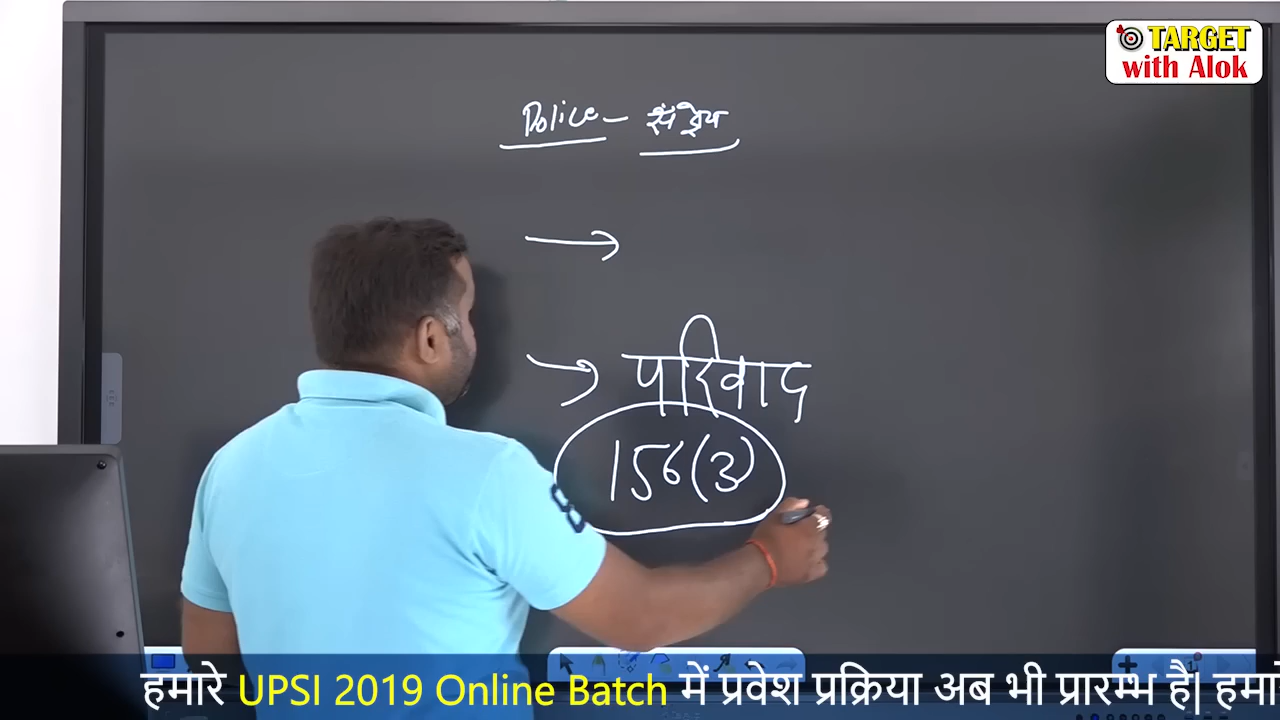 TARGET
with Alok
Police – संज्ञेय
परिवाद
156(3)
हमारे UPSI 2019 Online Batch में प्रवेश प्रक्रिया अब भी प्रारम्भ है| हमारे